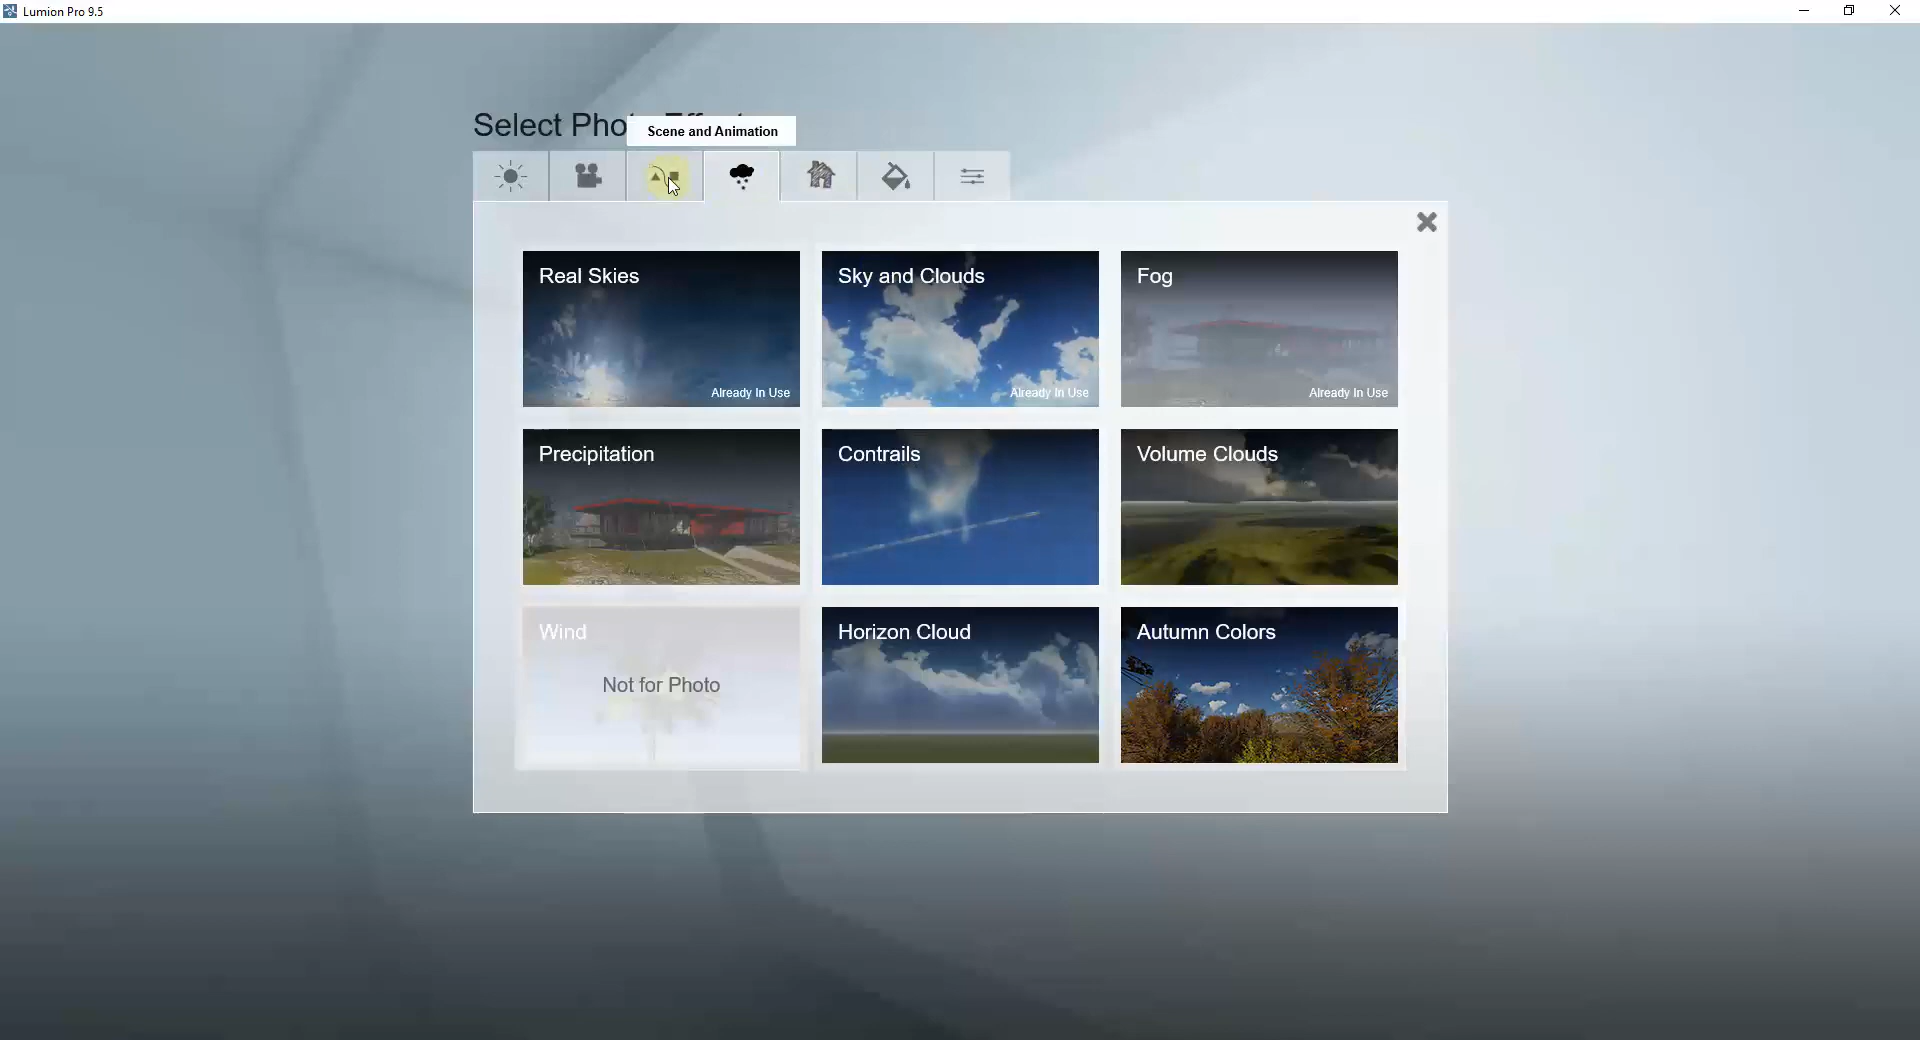 Lumion Pro 9.5
Select Pho
Scene and Animation
Real Skies
Already In Use
Sky and Clouds
Already In Use
Fog
Already In Use
Precipitation
Contrails
Volume Clouds
Wind
Not for Photo
Horizon Cloud
Autumn Colors